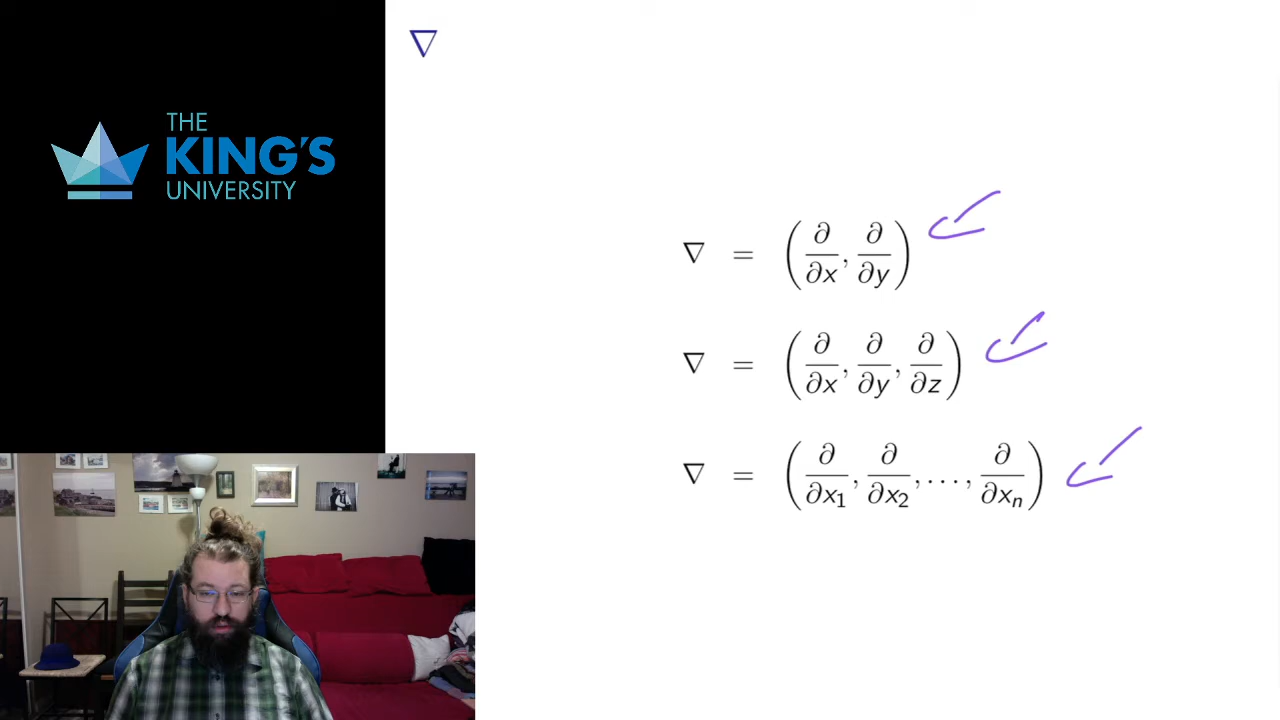 THE
KING'S
UNIVERSITY
∇
∇ = (∂/∂x, ∂/∂y)
∇ = (∂/∂x, ∂/∂y, ∂/∂z)
∇ = (∂/∂x₁, ∂/∂x₂, . . . , ∂/∂xₙ)